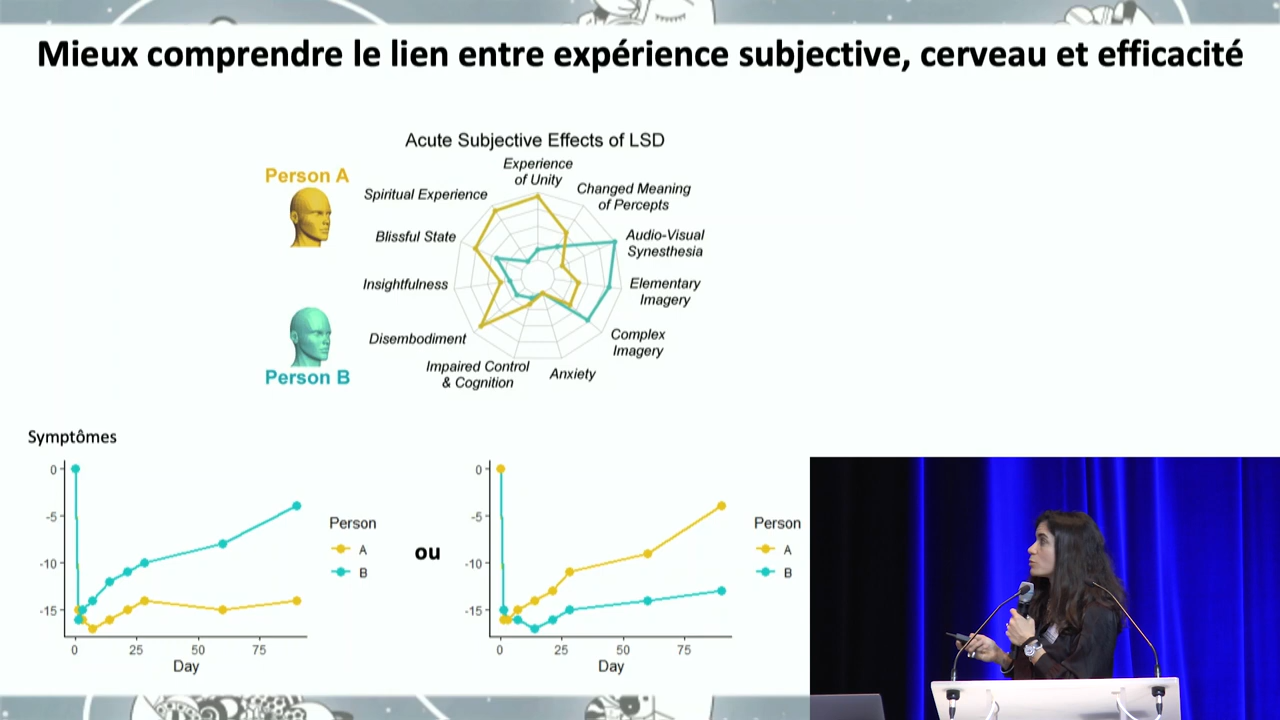 Mieux comprendre le lien entre expérience subjective, cerveau et efficacité
Acute Subjective Effects of LSD
Person A
Person B
Experience
of Unity
Changed Meaning
of Percepts
Audio-Visual
Synesthesia
Elementary
Imagery
Complex
Imagery
Anxiety
Impaired Control
& Cognition
Disembodiment
Insightfulness
Blissful State
Spiritual Experience
Symptômes
0
-5
-10
-15
0
25
50
75
Day
Person
A
B
ou
0
-5
-10
-15
0
25
50
75
Day
Person
A
B